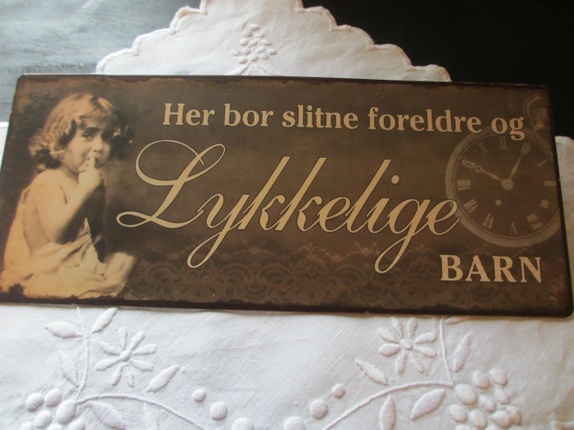 Her bor slitne foreldre og
Lykkelige
BARN